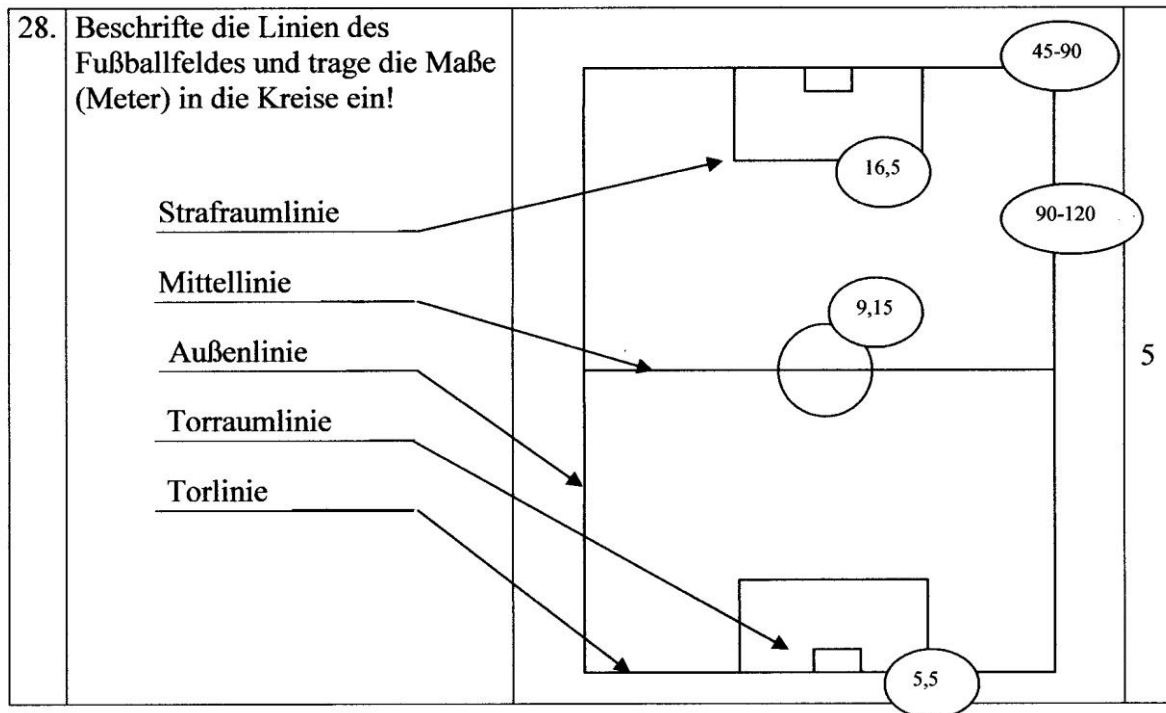 28. Beschrifte die Linien des
Fußballfeldes und trage die Maße
(Meter) in die Kreise ein!
45-90
16,5
Strafraumlinie
90-120
Mittellinie
9,15
Außenlinie
5
Torraumlinie
Torlinie
5,5